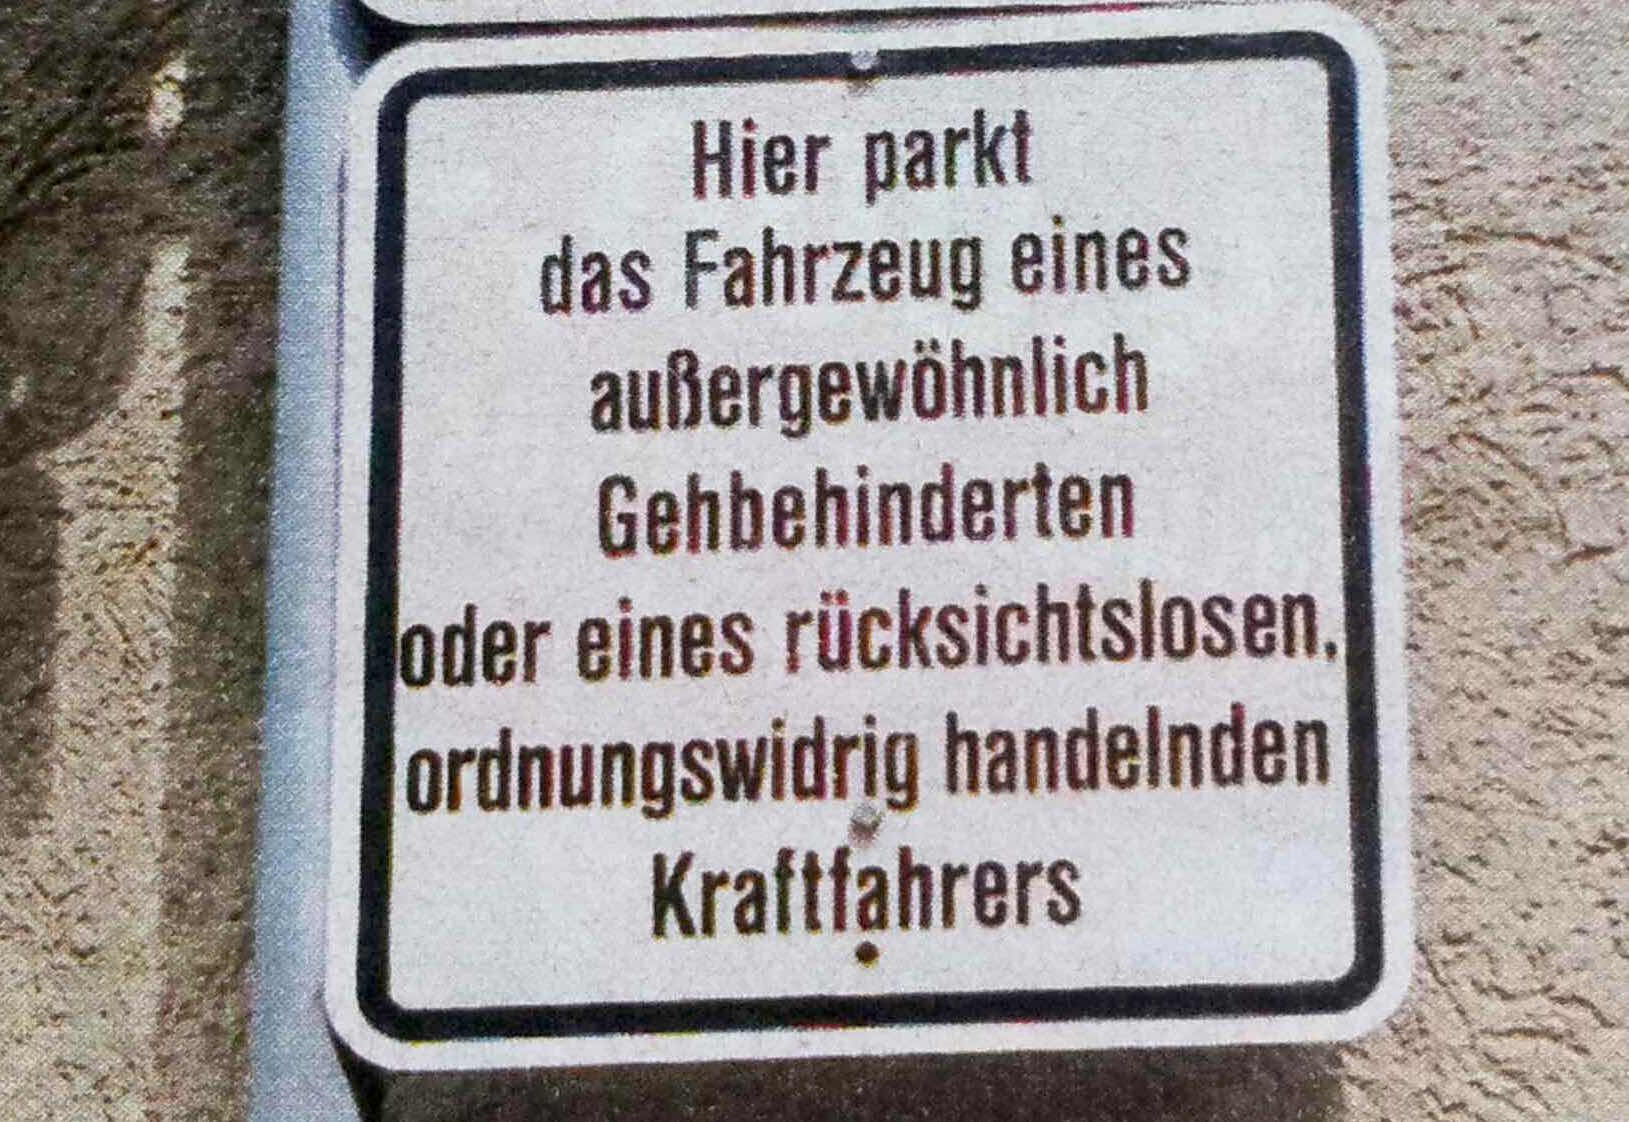 Hier parkt
das Fahrzeug eines
außergewöhnlich
Gehbehinderten
oder eines rücksichtslosen,
ordnungswidrig handelnden
Kraftfahrers